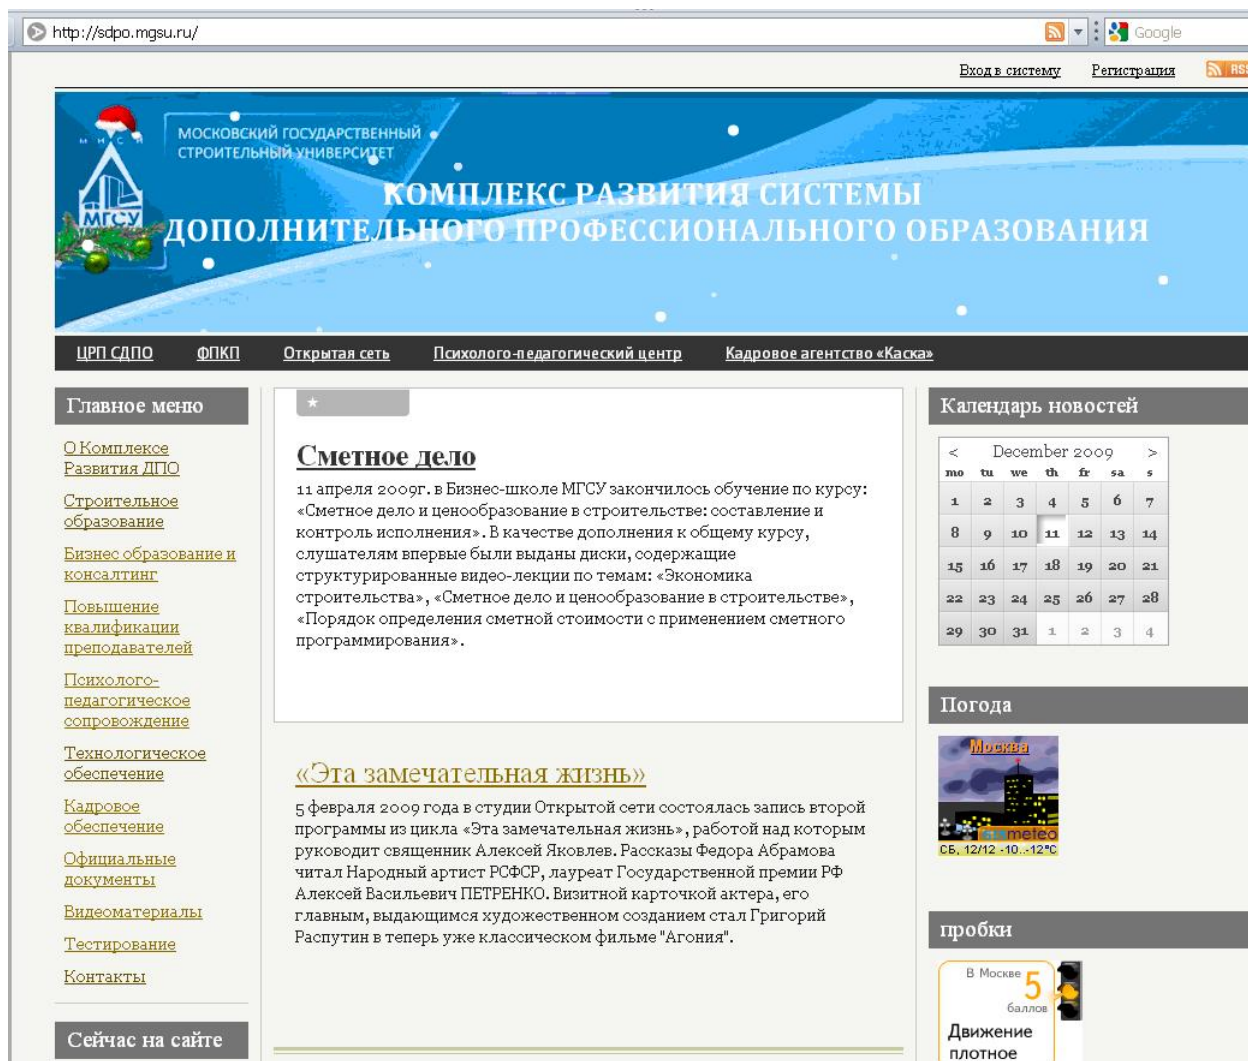 http://sdpo.mgsu.ru/
Google
Вход в систему
Регистрация
RSS
МИСИ
МГСУ
МОСКОВСКИЙ ГОСУДАРСТВЕННЫЙ
СТРОИТЕЛЬНЫЙ УНИВЕРСИТЕТ
КОМПЛЕКС РАЗВИТИЯ СИСТЕМЫ
ДОПОЛНИТЕЛЬНОГО ПРОФЕССИОНАЛЬНОГО ОБРАЗОВАНИЯ
ЦРП СДПО
ФПКП
Открытая сеть
Психолого-педагогический центр
Кадровое агентство «Каска»
Главное меню
О Комплексе
Развития ДПО
Строительное
образование
Бизнес образование и
консалтинг
Повышение
квалификации
преподавателей
Психолого-
педагогическое
сопровождение
Технологическое
обеспечение
Кадровое
обеспечение
Официальные
документы
Видеоматериалы
Тестирование
Контакты
Сейчас на сайте
Сметное дело
11 апреля 2009г. в Бизнес-школе МГСУ закончилось обучение по курсу:
«Сметное дело и ценообразование в строительстве: составление и
контроль исполнения». В качестве дополнения к общему курсу,
слушателям впервые были выданы диски, содержащие
структурированные видео-лекции по темам: «Экономика
строительства», «Сметное дело и ценообразование в строительстве»,
«Порядок определения сметной стоимости с применением сметного
программирования».
«Эта замечательная жизнь»
5 февраля 2009 года в студии Открытой сети состоялась запись второй
программы из цикла «Эта замечательная жизнь», работой над которым
руководит священник Алексей Яковлев. Рассказы Федора Абрамова
читал Народный артист РСФСР, лауреат Государственной премии РФ
Алексей Васильевич ПЕТРЕНКО. Визитной карточкой актера, его
главным, выдающимся художественном созданием стал Григорий
Распутин в теперь уже классическом фильме "Агония".
Календарь новостей
< December 2009 >
mo tu we th fr sa s
1 2 3 4 5 6 7
8 9 10 11 12 13 14
15 16 17 18 19 20 21
22 23 24 25 26 27 28
29 30 31 1 2 3 4
Погода
Москва
meteo
СБ, 12/12 -10..-12°C
пробки
В Москве 5
баллов
Движение
плотное